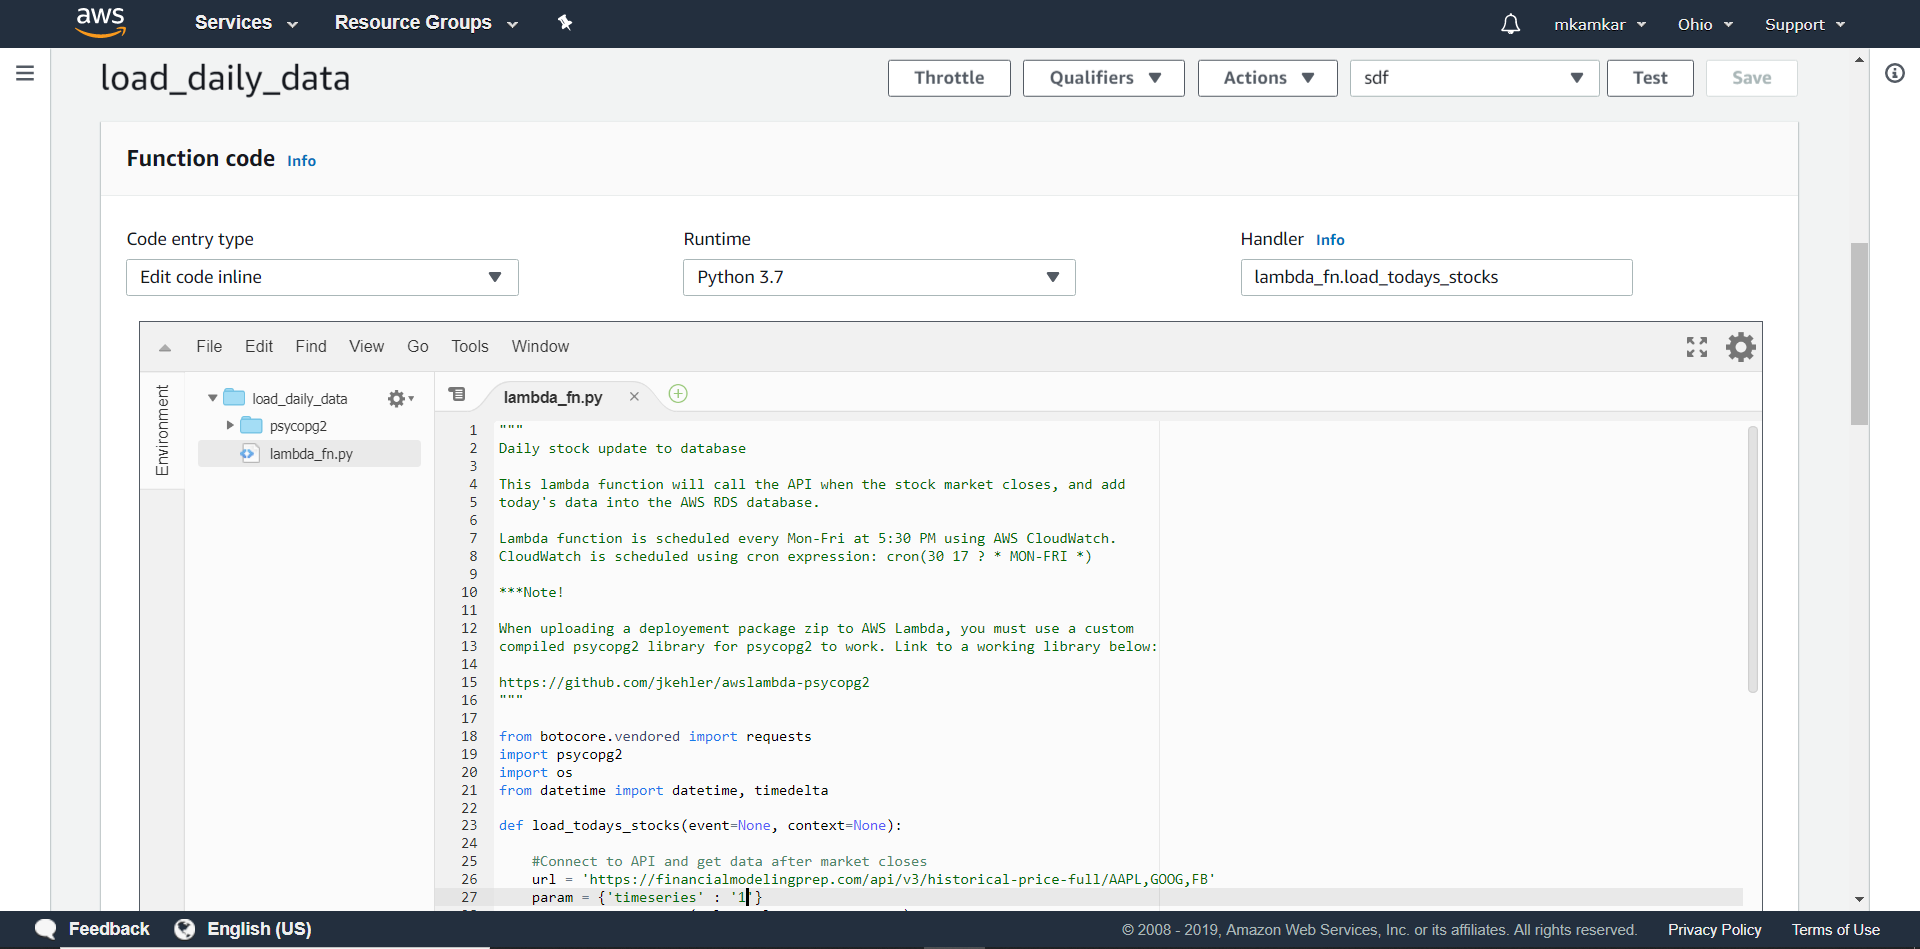 aws Services Resource Groups mkamkar Ohio Support
load_daily_data Throttle Qualifiers Actions sdf Test Save
Function code Info
Code entry type Runtime Handler Info
Edit code inline Python 3.7 lambda_fn.load_todays_stocks
File Edit Find View Go Tools Window
Environment
load_daily_data
psycopg2
lambda_fn.py
lambda_fn.py
1 """
2 Daily stock update to database
3
4 This lambda function will call the API when the stock market closes, and add
5 today's data into the AWS RDS database.
6
7 Lambda function is scheduled every Mon-Fri at 5:30 PM using AWS CloudWatch.
8 CloudWatch is scheduled using cron expression: cron(30 17 ? * MON-FRI *)
9
10 ***Note!
11
12 When uploading a deployement package zip to AWS Lambda, you must use a custom
13 compiled psycopg2 library for psycopg2 to work. Link to a working library below:
14
15 https://github.com/jkehler/awslambda-psycopg2
16 """
17
18 from botocore.vendored import requests
19 import psycopg2
20 import os
21 from datetime import datetime, timedelta
22
23 def load_todays_stocks(event=None, context=None):
24
25 #Connect to API and get data after market closes
26 url = 'https://financialmodelingprep.com/api/v3/historical-price-full/AAPL,GOOG,FB'
27 param = {'timeseries' : '1'}
Feedback English (US) © 2008 - 2019, Amazon Web Services, Inc. or its affiliates. All rights reserved. Privacy Policy Terms of Use